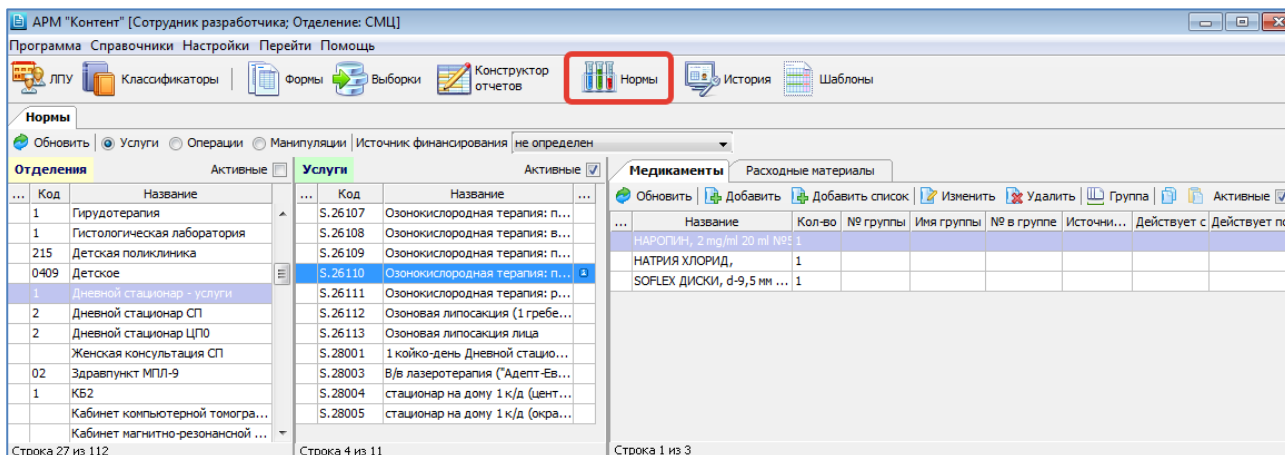 АРМ "Контент" [Сотрудник разработчика; Отделение: СМЦ]
Программа Справочники Настройки Перейти Помощь
ЛПУ Классификаторы Формы Выборки Конструктор отчетов Нормы История Шаблоны
Нормы
Обновить Услуги Операции Манипуляции Источник финансирования не определен
Отделения Активные
... Код Название
1 Гирудотерапия
1 Гистологическая лаборатория
215 Детская поликлиника
0409 Детское
1 Дневной стационар - услуги
2 Дневной стационар СП
2 Дневной стационар ЦП0
Женская консультация СП
02 Здравпункт МПЛ-9
1 КБ2
Кабинет компьютерной томогра...
Кабинет магнитно-резонансной ...
Строка 27 из 112
Услуги Активные
... Код Название ...
S.26107 Озонокислородная терапия: п...
S.26108 Озонокислородная терапия: в...
S.26109 Озонокислородная терапия: п...
S.26110 Озонокислородная терапия: п...
S.26111 Озонокислородная терапия: р...
S.26112 Озоновая липосакция (1 гребе...
S.26113 Озоновая липосакция лица
S.28001 1 койко-день Дневной стацио...
S.28003 В/в лазеротерапия ("Адепт-Ев...
S.28004 стационар на дому 1 к/д (цент...
S.28005 стационар на дому 1 к/д (окра...
Строка 4 из 11
Медикаменты Расходные материалы
Обновить Добавить Добавить список Изменить Удалить Группа Активные
... Название Кол-во № группы Имя группы № в группе Источни... Действует с Действует по
НАРОПИН, 2 mg/ml 20 ml №5 1
НАТРИЯ ХЛОРИД, 1
SOFLEX ДИСКИ, d-9,5 мм ... 1
Строка 1 из 3